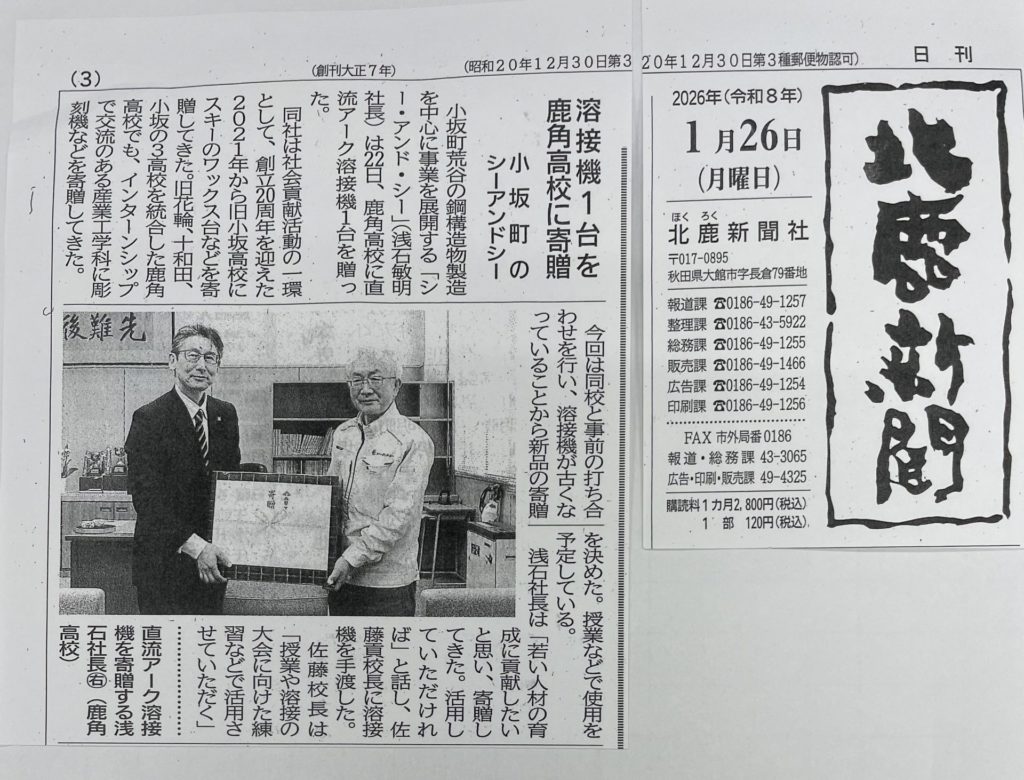 (3)
(創刊大正7年)
(昭和20年12月30日第3
20年12月30日第3種郵便物認可)
日刊
溶接機1台を
鹿角高校に寄贈
小坂町の
シーアンドシー
小坂町荒谷の鋼構造物製造
を中心に事業を展開する「シ
ー・アンド・シー」(浅石敏明
社長)は22日、鹿角高校に直
流アーク溶接機1台を贈っ
た。
同社は社会貢献活動の一環
として、創立20周年を迎えた
2021年から旧小坂高校に
スキーのワックス台などを寄
贈してきた。旧花輪、十和田、
小坂の3高校を統合した鹿角
高校でも、インターンシップ
で交流のある産業工学科に彫
刻機などを寄贈してきた。
今回は同校と事前の打ち合
わせを行い、溶接機が古くな
っていることから新品の寄贈
を決めた。授業などで使用を
予定している。
浅石社長は「若い人材の育
成に貢献したい
と思い、寄贈し
てきた。活用し
ていただけれ
ば」と話し、佐
藤貢校長に溶接
機を手渡した。
佐藤校長は
「授業や溶接の
大会に向けた練
習などで活用さ
せていただく」
後難先
寄贈
直流アーク溶接
機を寄贈する浅
石社長㊨(鹿角
高校)
2026年(令和8年)
1月26日
(月曜日)
ほくろく
北鹿新聞社
〒017-0895
秋田県大館市字長倉79番地
報道課 ☎0186-49-1257
整理課 ☎0186-43-5922
総務課 ☎0186-49-1255
販売課 ☎0186-49-1466
広告課 ☎0186-49-1254
印刷課 ☎0186-49-1256
FAX 市外局番0186
報道・総務課 43-3065
広告・印刷・販売課 49-4325
購読料1カ月2,800円(税込)
1部 120円(税込)
北鹿新聞